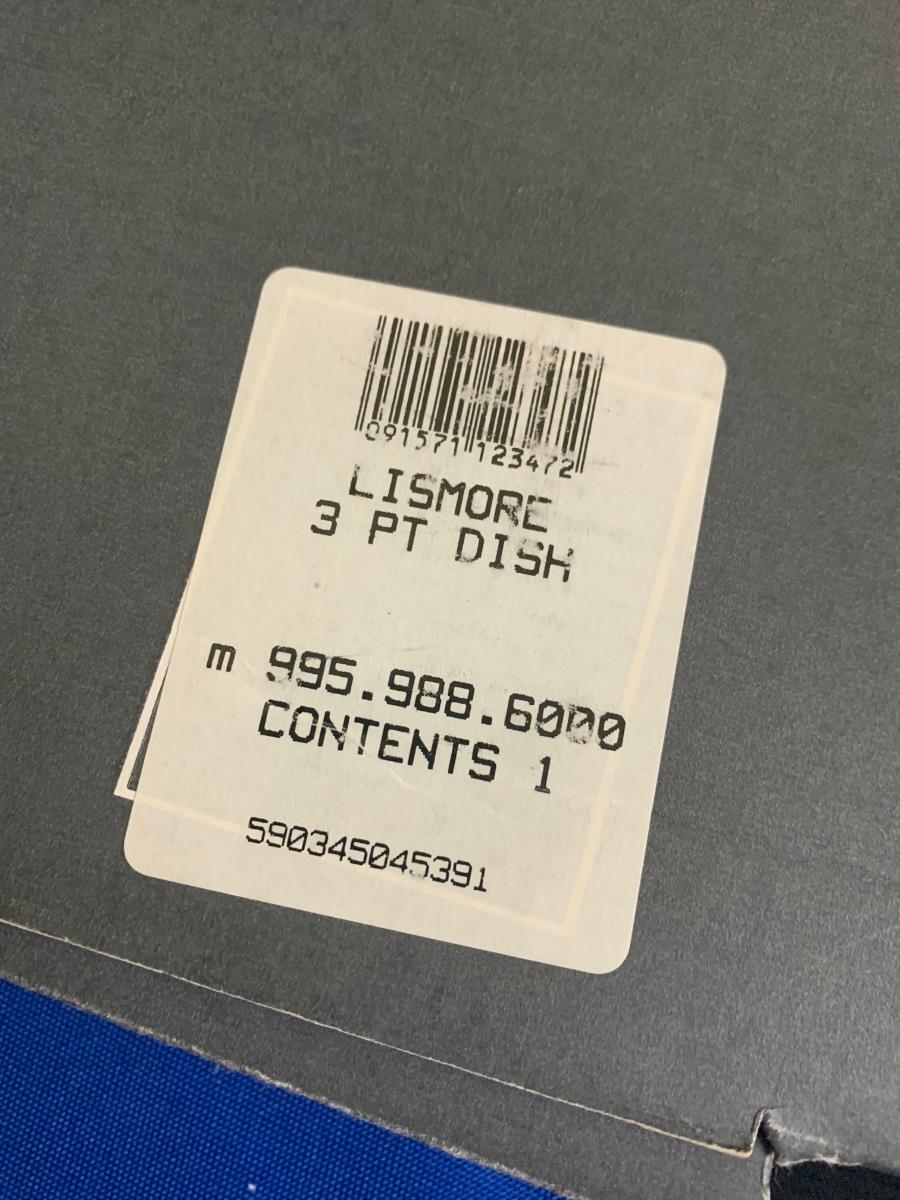 091571 123472
LISMORE
3 PT DISH
m 995.988.6000
CONTENTS 1
590345045391